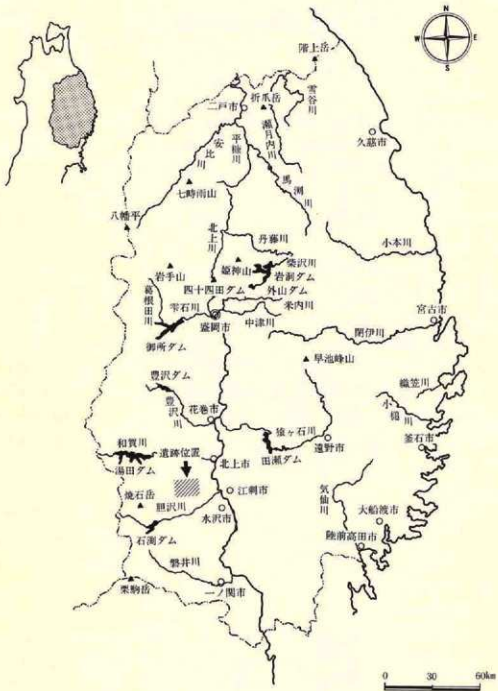 N
W
E
S
階上岳
雪谷川
折爪岳
二戸市
瀬月内川
久慈市
平糠川
安比川
馬渕川
七時雨山
八幡平
北上川
丹藤川
小本川
姫神山
岩洞ダム
岩手山
四十四田ダム
外山ダム
葛根田川
雫石川
米内川
中津川
盛岡市
宮古市
閉伊川
御所ダム
早池峰山
豊沢ダム
織笠川
豊沢川
小鎚川
花巻市
猿ヶ石川
釜石市
和賀川
遺跡位置
田瀬ダム
遠野市
湯田ダム
北上市
気仙川
焼石岳
江刺市
大船渡市
胆沢川
水沢市
石渕ダム
陸前高田市
磐井川
栗駒岳
一ノ関市
0 30 60km